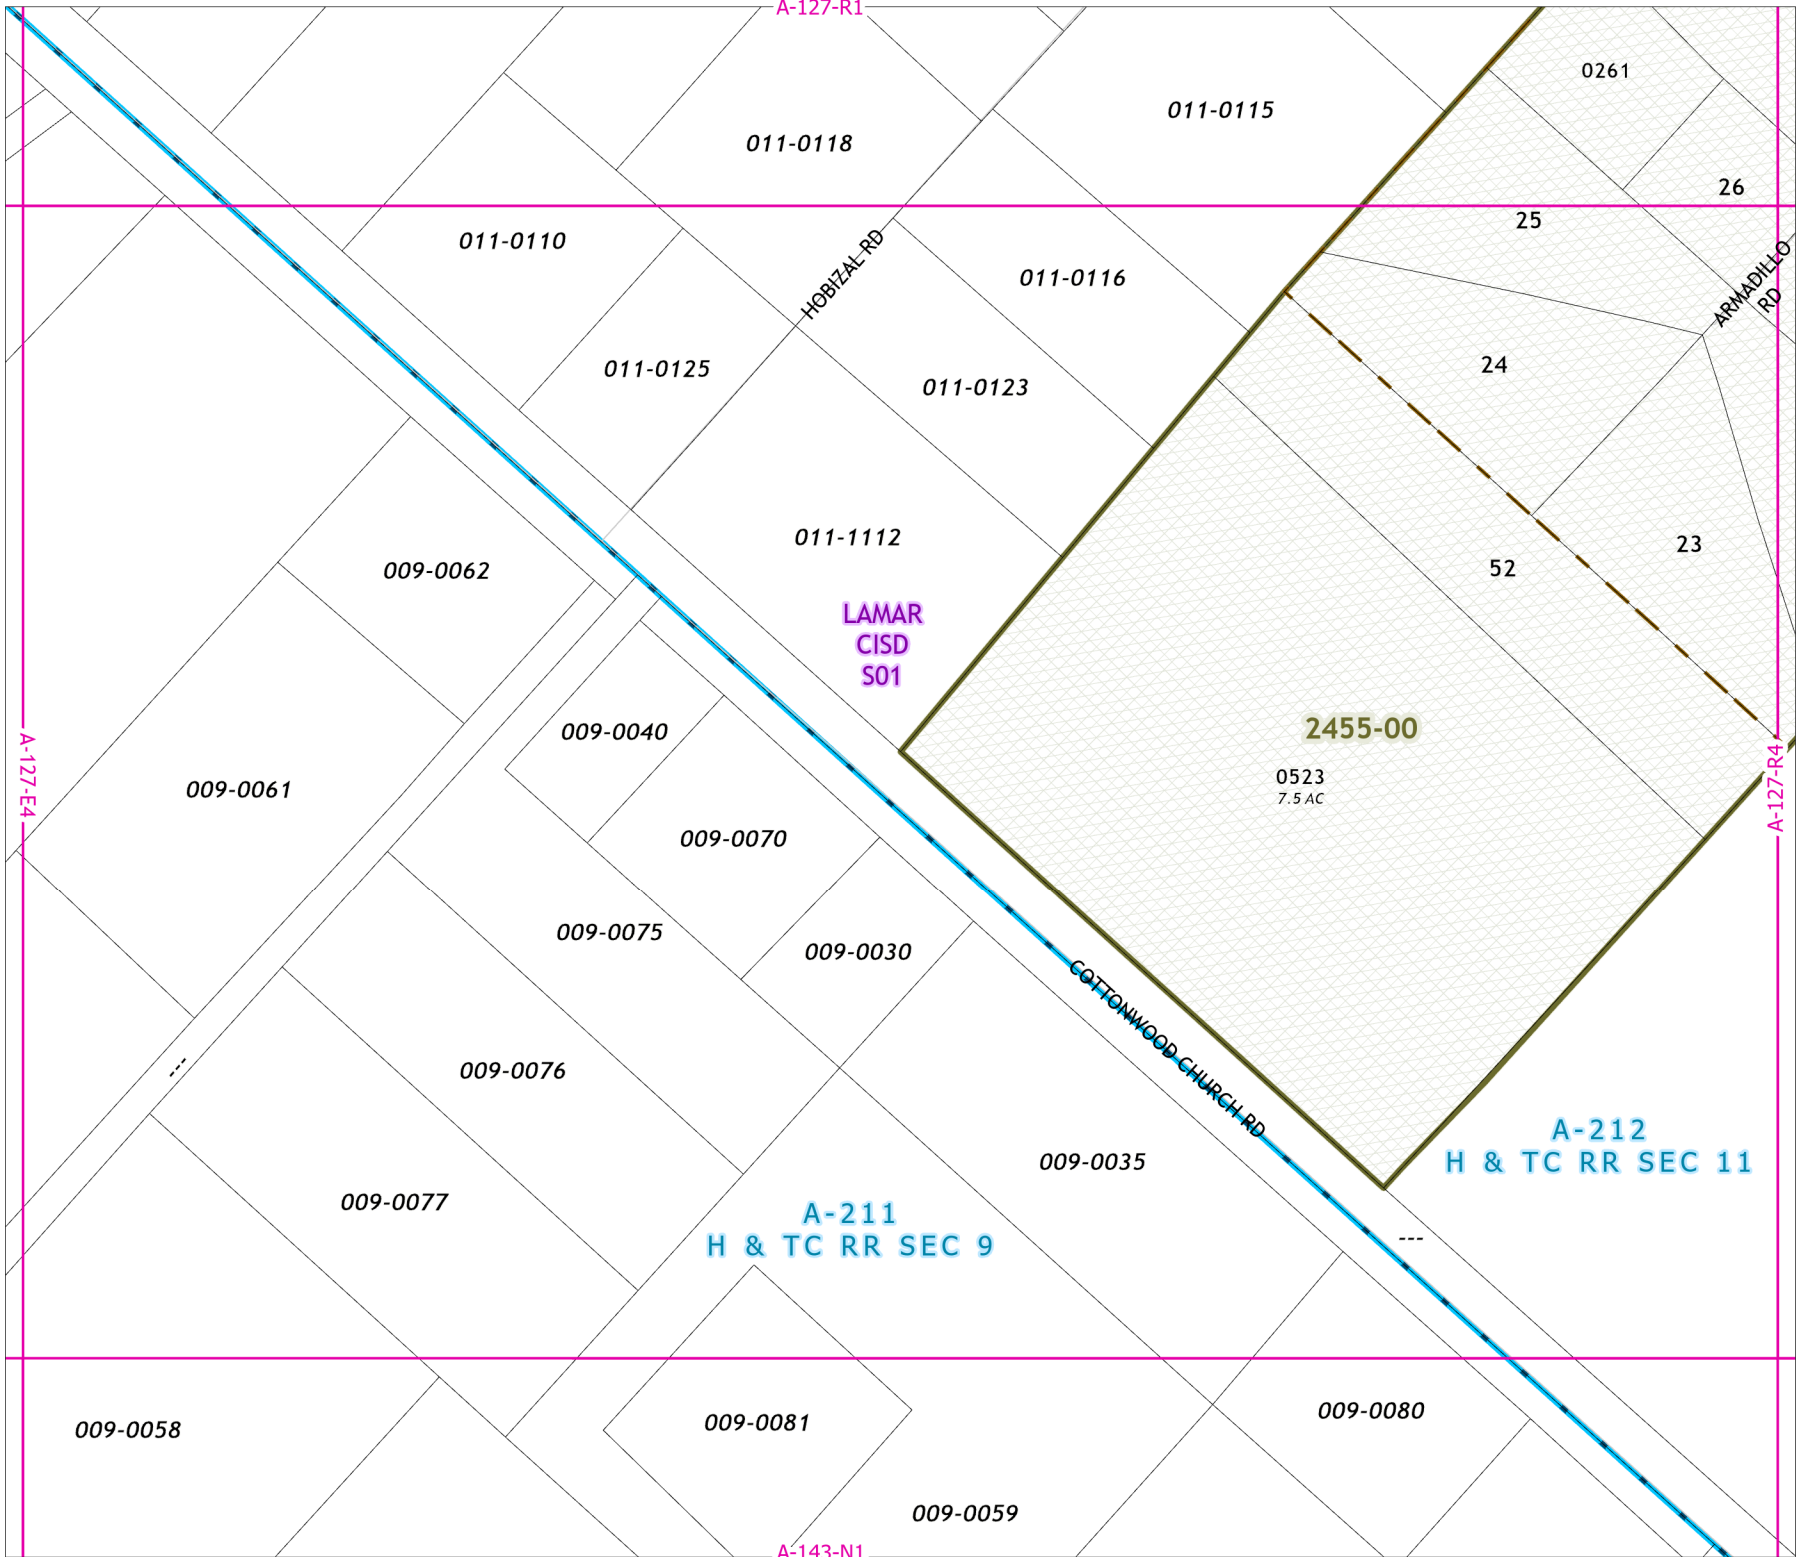 A-127-R1
0261
011-0115
011-0118
26
25
011-0110
HOBIZAL RD
011-0116
ARMADILLO
RD
011-0125
24
011-0123
011-1112
23
52
009-0062
LAMAR
CISD
S01
009-0040
2455-00
A-127-E4
A-127-R4
0523
7.5 AC
009-0061
009-0070
009-0075
009-0030
COTTONWOOD CHURCH RD
---
009-0076
A-212
H & TC RR SEC 11
009-0035
009-0077
A-211
H & TC RR SEC 9
---
009-0080
009-0081
009-0058
009-0059
A-143-N1